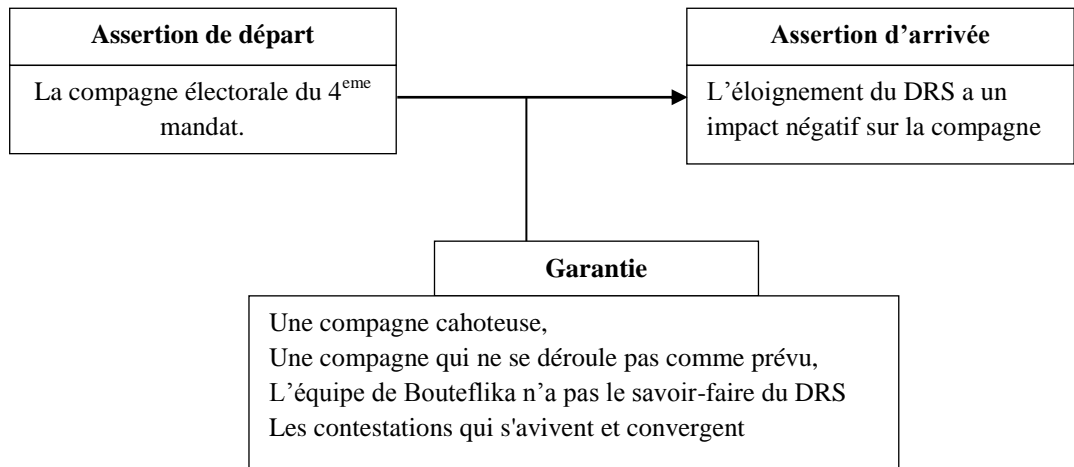 Assertion de départ
La compagne électorale du 4eme
mandat.
Assertion d’arrivée
L’éloignement du DRS a un
impact négatif sur la compagne
Garantie
Une compagne cahoteuse,
Une compagne qui ne se déroule pas comme prévu,
L’équipe de Bouteflika n’a pas le savoir-faire du DRS
Les contestations qui s'avivent et convergent